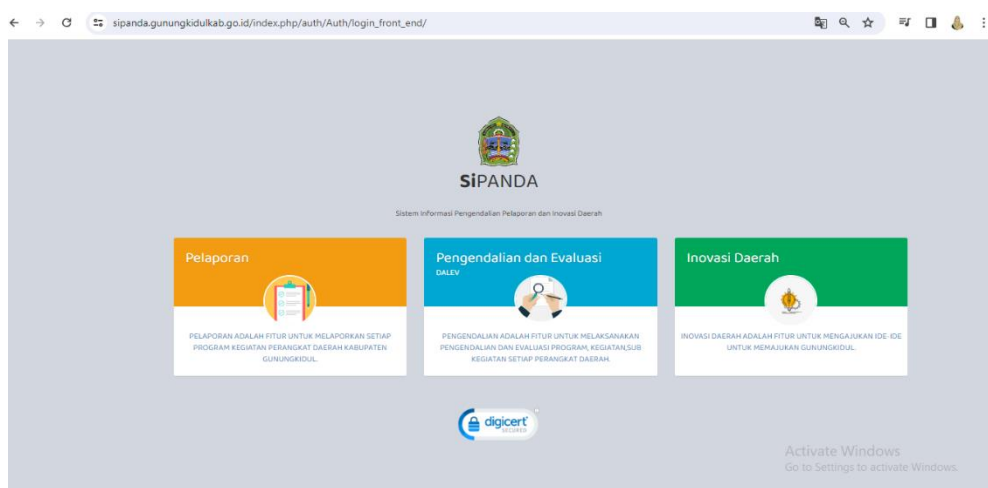 sipanda.gunungkidulkab.go.id/index.php/auth/Auth/login_front_end/
SiPANDA
Sistem Informasi Pengendalian Pelaporan dan Inovasi Daerah
Pelaporan
PELAPORAN ADALAH FITUR UNTUK MELAPORKAN SETIAP
PROGRAM KEGIATAN PERANGKAT DAERAH KABUPATEN
GUNUNGKIDUL.
Pengendalian dan Evaluasi
DALEV
PENGENDALIAN ADALAH FITUR UNTUK MELAKSANAKAN
PENGENDALIAN DAN EVALUASI PROGRAM, KEGIATAN,SUB
KEGIATAN SETIAP PERANGKAT DAERAH.
Inovasi Daerah
INOVASI DAERAH ADALAH FITUR UNTUK MENGAJUKAN IDE-IDE
UNTUK MEMAJUKAN GUNUNGKIDUL.
digicert
SECURED
Activate Windows
Go to Settings to activate Windows.